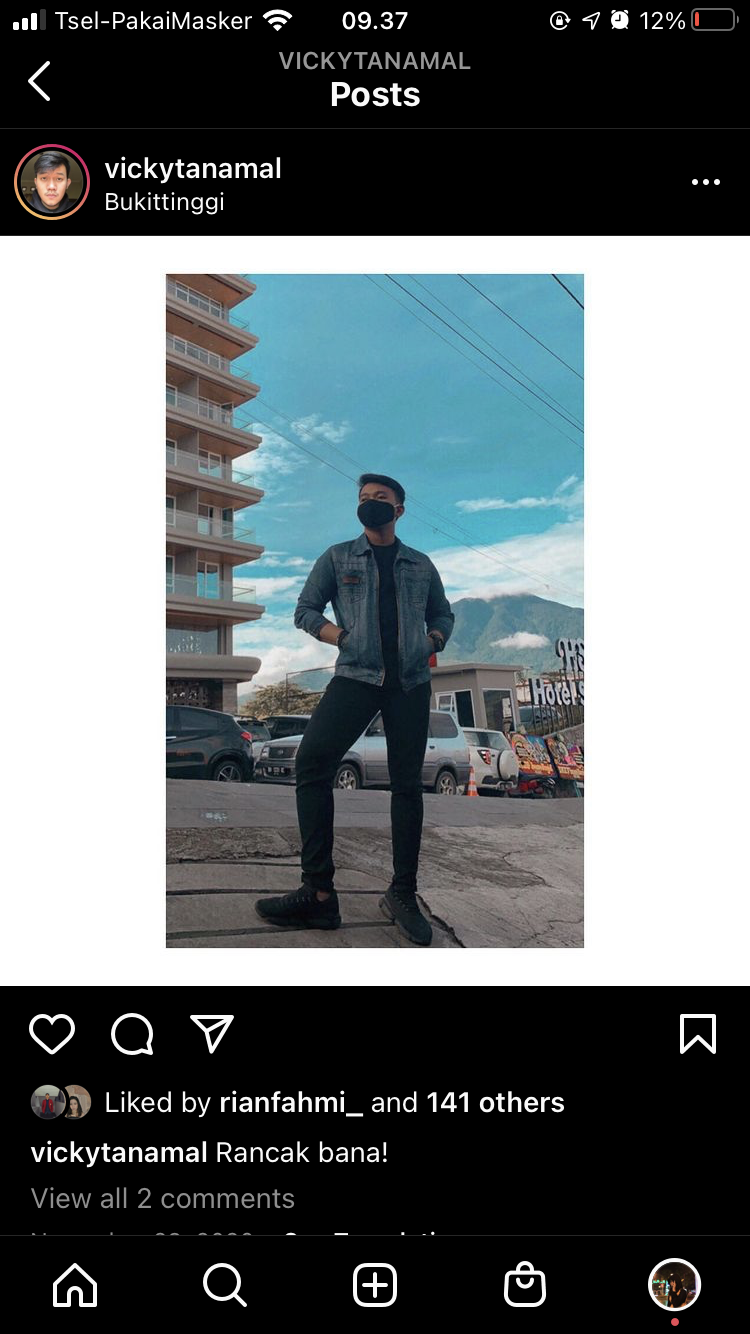 Tsel-PakaiMasker 09.37 12%
VICKYTANAMAL
Posts
vickytanamal
Bukittinggi
Hotel
Liked by rianfahmi_ and 141 others
vickytanamal Rancak bana!
View all 2 comments